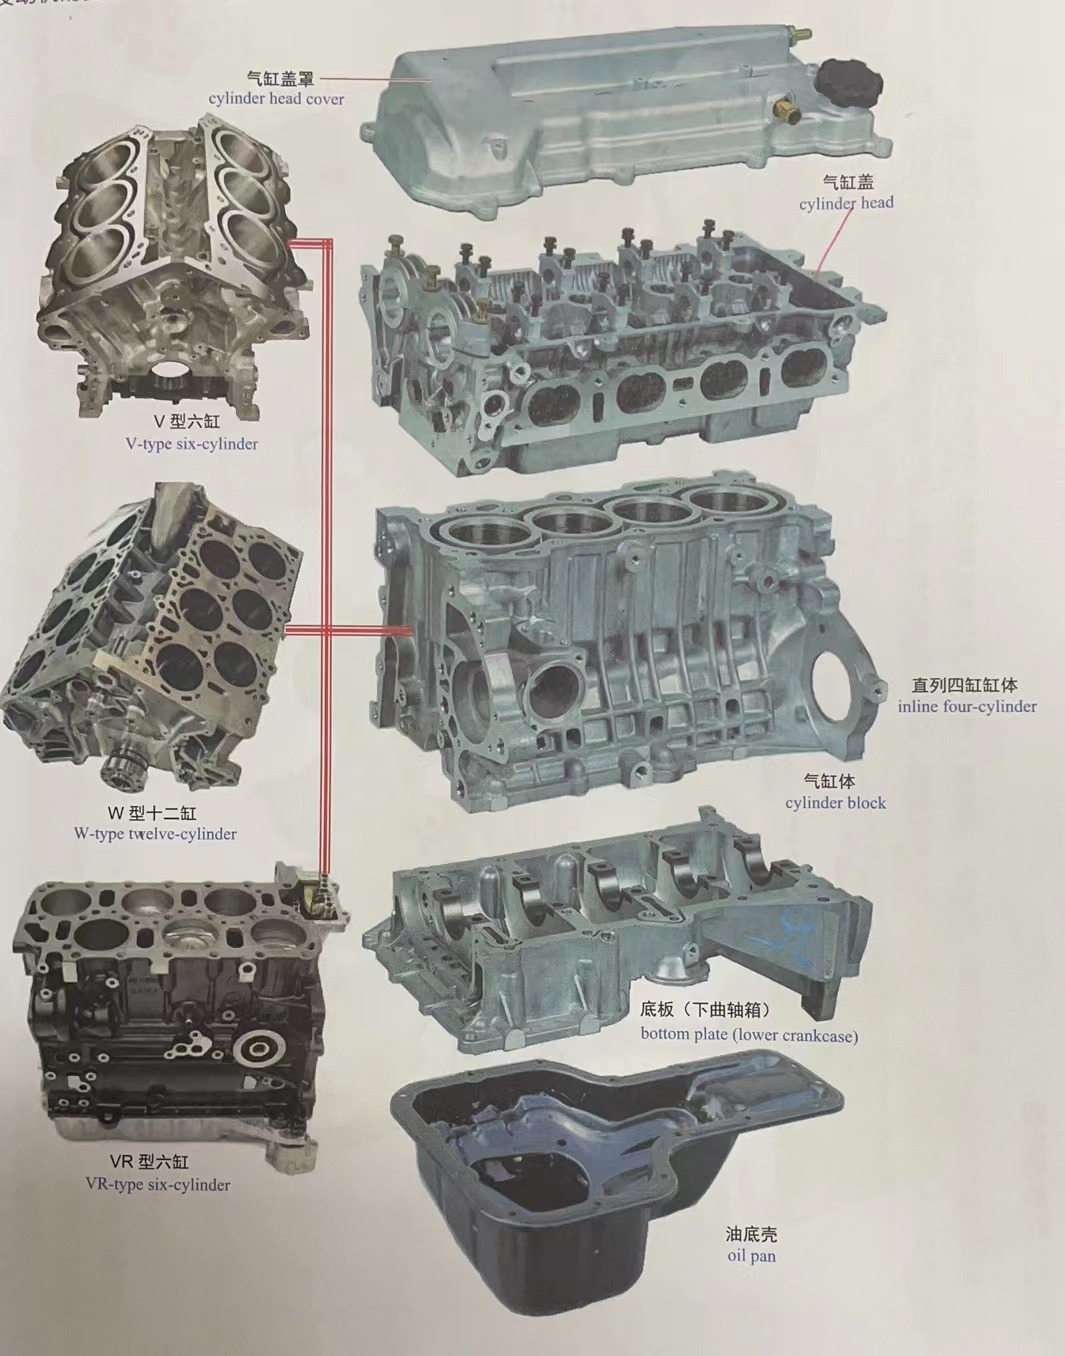 气缸盖罩
cylinder head cover
气缸盖
cylinder head
V 型六缸
V-type six-cylinder
直列四缸缸体
inline four-cylinder
气缸体
cylinder block
W 型十二缸
W-type twelve-cylinder
底板（下曲轴箱）
bottom plate (lower crankcase)
VR 型六缸
VR-type six-cylinder
油底壳
oil pan